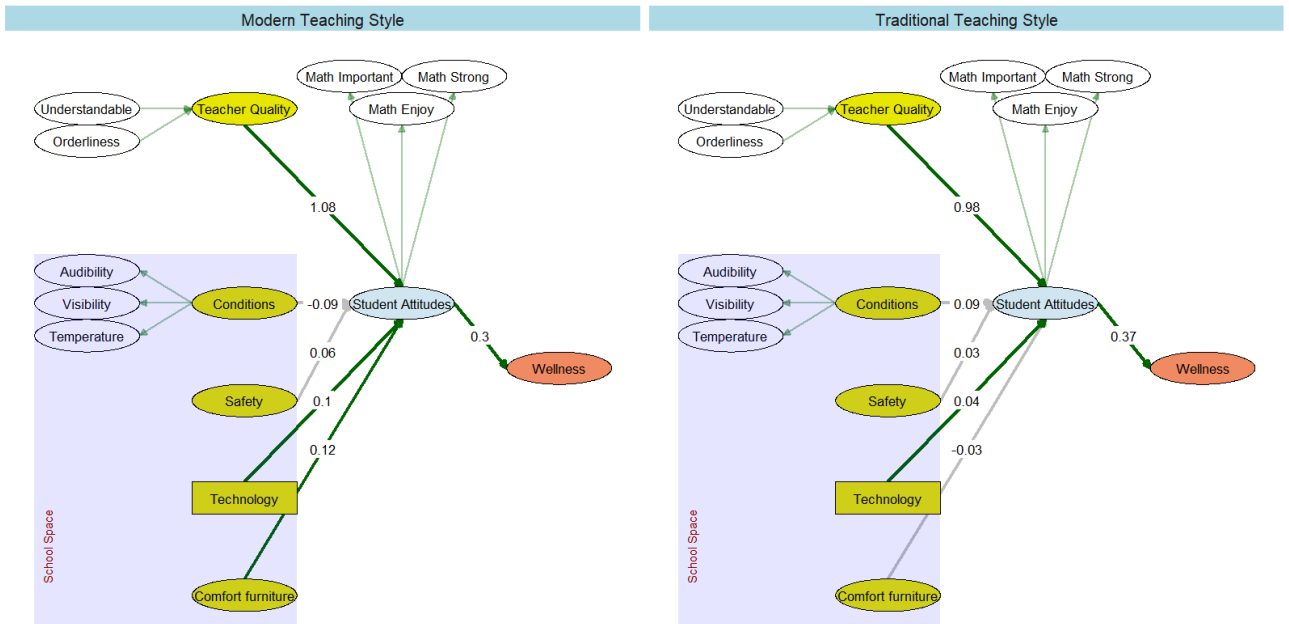 Modern Teaching Style
Math Important
Math Strong
Understandable
Teacher Quality
Math Enjoy
Orderliness
1.08
Audibility
Visibility
Conditions
-0.09
Student Attitudes
Temperature
0.06
0.3
Wellness
Safety
0.1
0.12
Technology
School Space
Comfort furniture
Traditional Teaching Style
Math Important
Math Strong
Understandable
Teacher Quality
Math Enjoy
Orderliness
0.98
Audibility
Visibility
Conditions
0.09
Student Attitudes
Temperature
0.03
0.37
Wellness
Safety
0.04
-0.03
Technology
School Space
Comfort furniture